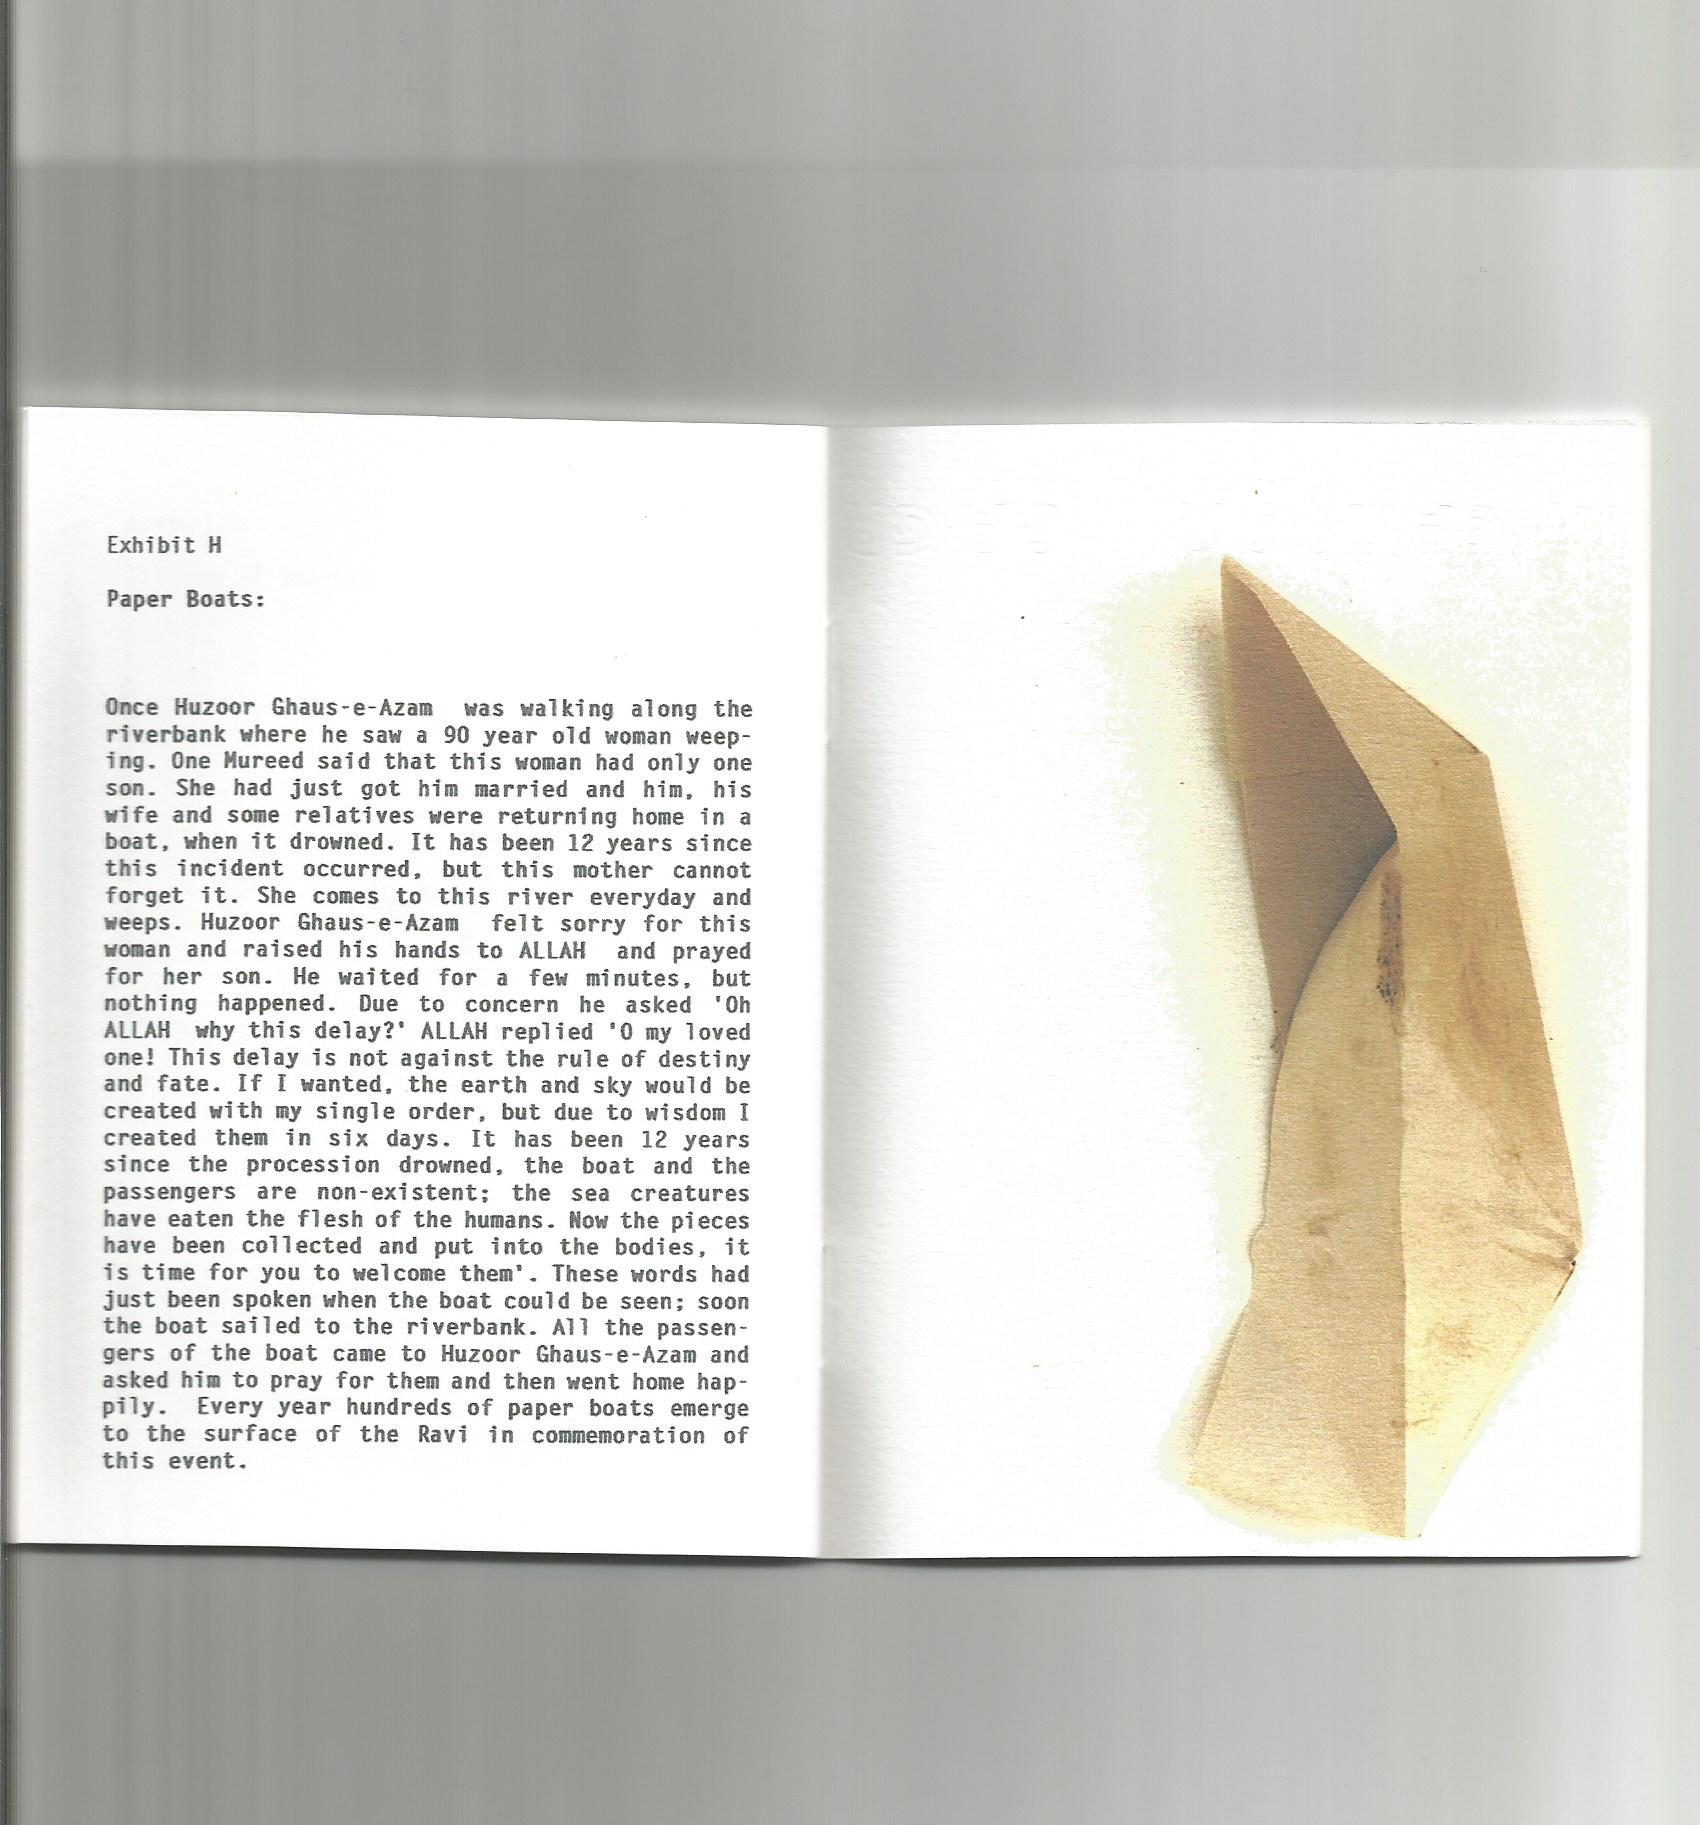 Exhibit H
Paper Boats:
Once Huzoor Ghaus-e-Azam  was walking along the
riverbank where he saw a 90 year old woman weep-
ing. One Mureed said that this woman had only one
son. She had just got him married and him, his
wife and some relatives were returning home in a
boat, when it drowned. It has been 12 years since
this incident occurred, but this mother cannot
forget it. She comes to this river everyday and
weeps. Huzoor Ghaus-e-Azam  felt sorry for this
woman and raised his hands to ALLAH  and prayed
for her son. He waited for a few minutes, but
nothing happened. Due to concern he asked 'Oh
ALLAH  why this delay?' ALLAH replied 'O my loved
one! This delay is not against the rule of destiny
and fate. If I wanted, the earth and sky would be
created with my single order, but due to wisdom I
created them in six days. It has been 12 years
since the procession drowned, the boat and the
passengers are non-existent; the sea creatures
have eaten the flesh of the humans. Now the pieces
have been collected and put into the bodies, it
is time for you to welcome them'. These words had
just been spoken when the boat could be seen; soon
the boat sailed to the riverbank. All the passen-
gers of the boat came to Huzoor Ghaus-e-Azam and
asked him to pray for them and then went home hap-
pily.  Every year hundreds of paper boats emerge
to the surface of the Ravi in commemoration of
this event.